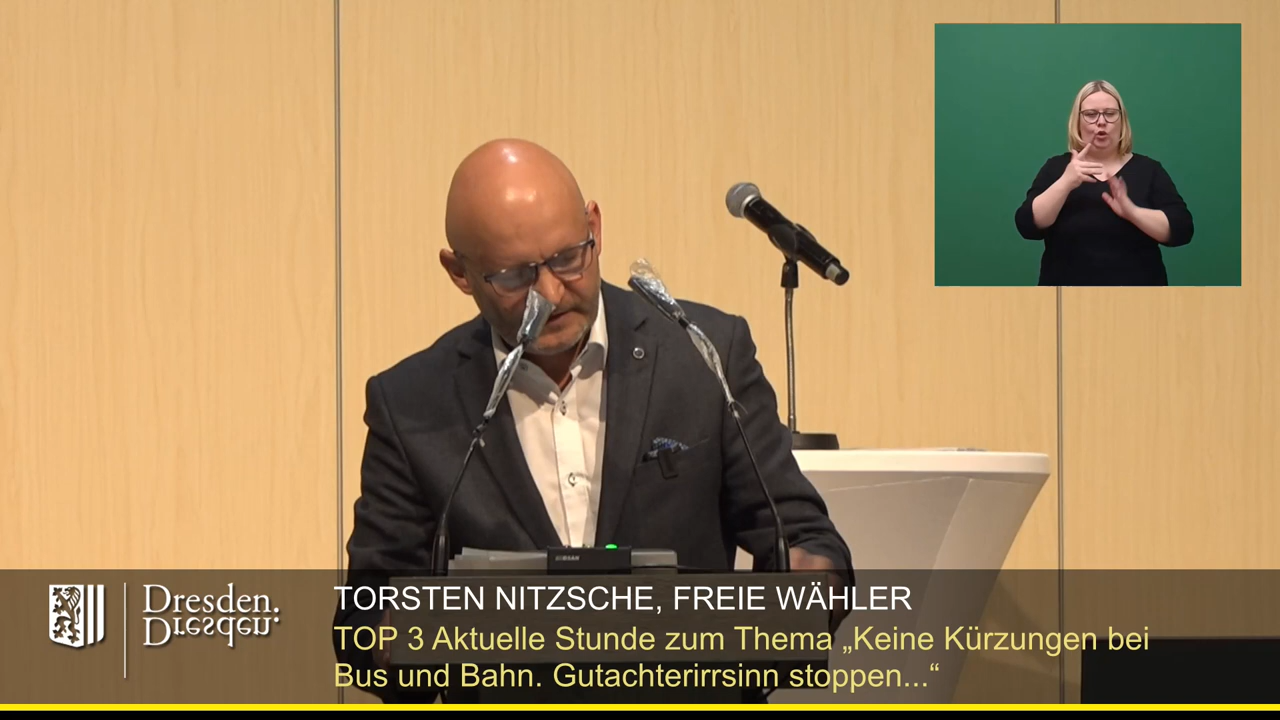 Dresden.
Dresden.
TORSTEN NITZSCHE, FREIE WÄHLER
TOP 3 Aktuelle Stunde zum Thema „Keine Kürzungen bei
Bus und Bahn. Gutachterirrsinn stoppen...“